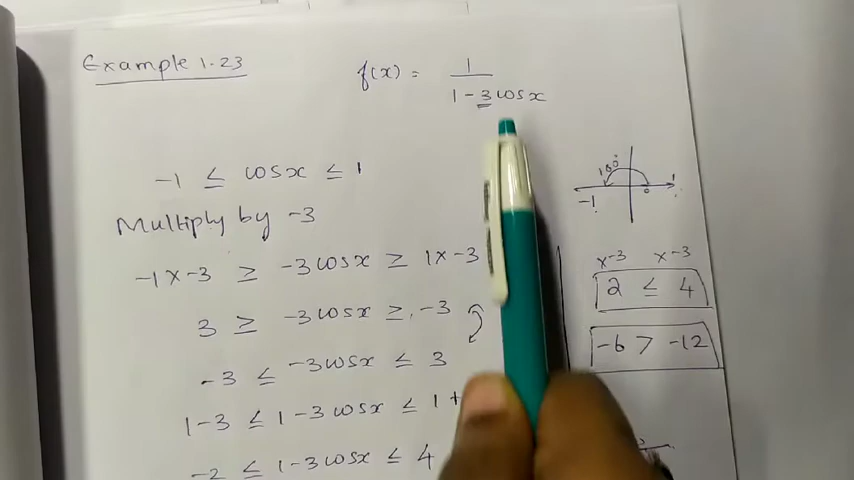 Example 1.23
f(x) = 1 / 1 - 3cosx
-1 ≤ cosx ≤ 1
Multiply by -3
-1 x -3 ≥ -3cosx ≥ 1 x -3
3 ≥ -3cosx ≥ -3
-3 ≤ -3cosx ≤ 3
1-3 ≤ 1-3cosx ≤ 1+
-2 ≤ 1-3cosx ≤ 4
180° 1
-1 0
x-3 x-3
2 ≤ 4
-6 > -12